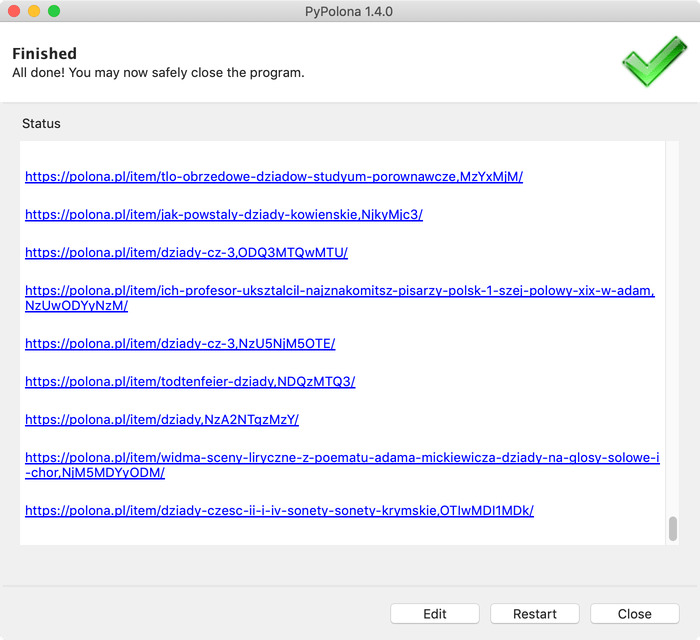 PyPolona 1.4.0
Finished
All done! You may now safely close the program.
Status
https://polona.pl/item/tlo-obrzedowe-dziadow-studyum-porownawcze,MzYxMjM/
https://polona.pl/item/jak-powstaly-dziady-kowienskie,NjkyMjc3/
https://polona.pl/item/dziady-cz-3,ODQ3MTQwMTU/
https://polona.pl/item/ich-profesor-uksztalcil-najznakomitsz-pisarzy-polsk-1-szej-polowy-xix-w-adam,
NzUwODYyNzM/
https://polona.pl/item/dziady-cz-3,NzU5NjM5OTE/
https://polona.pl/item/todtenfeier-dziady,NDQzMTQ3/
https://polona.pl/item/dziady,NzA2NTgzMzY/
https://polona.pl/item/widma-sceny-liryczne-z-poematu-adama-mickiewicza-dziady-na-glosy-solowe-i
-chor,NjM5MDYyODM/
https://polona.pl/item/dziady-czesc-ii-i-iv-sonety-sonety-krymskie,OTIwMDI1MDk/
Edit
Restart
Close